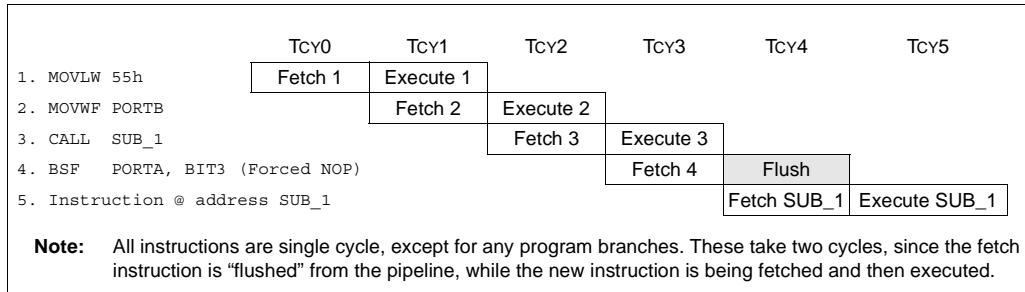 TCY0 TCY1 TCY2 TCY3 TCY4 TCY5
1. MOVLW 55h Fetch 1 Execute 1
2. MOVWF PORTB Fetch 2 Execute 2
3. CALL SUB_1 Fetch 3 Execute 3
4. BSF PORTA, BIT3 (Forced NOP) Fetch 4 Flush
5. Instruction @ address SUB_1 Fetch SUB_1 Execute SUB_1
Note: All instructions are single cycle, except for any program branches. These take two cycles, since the fetch
instruction is “flushed” from the pipeline, while the new instruction is being fetched and then executed.